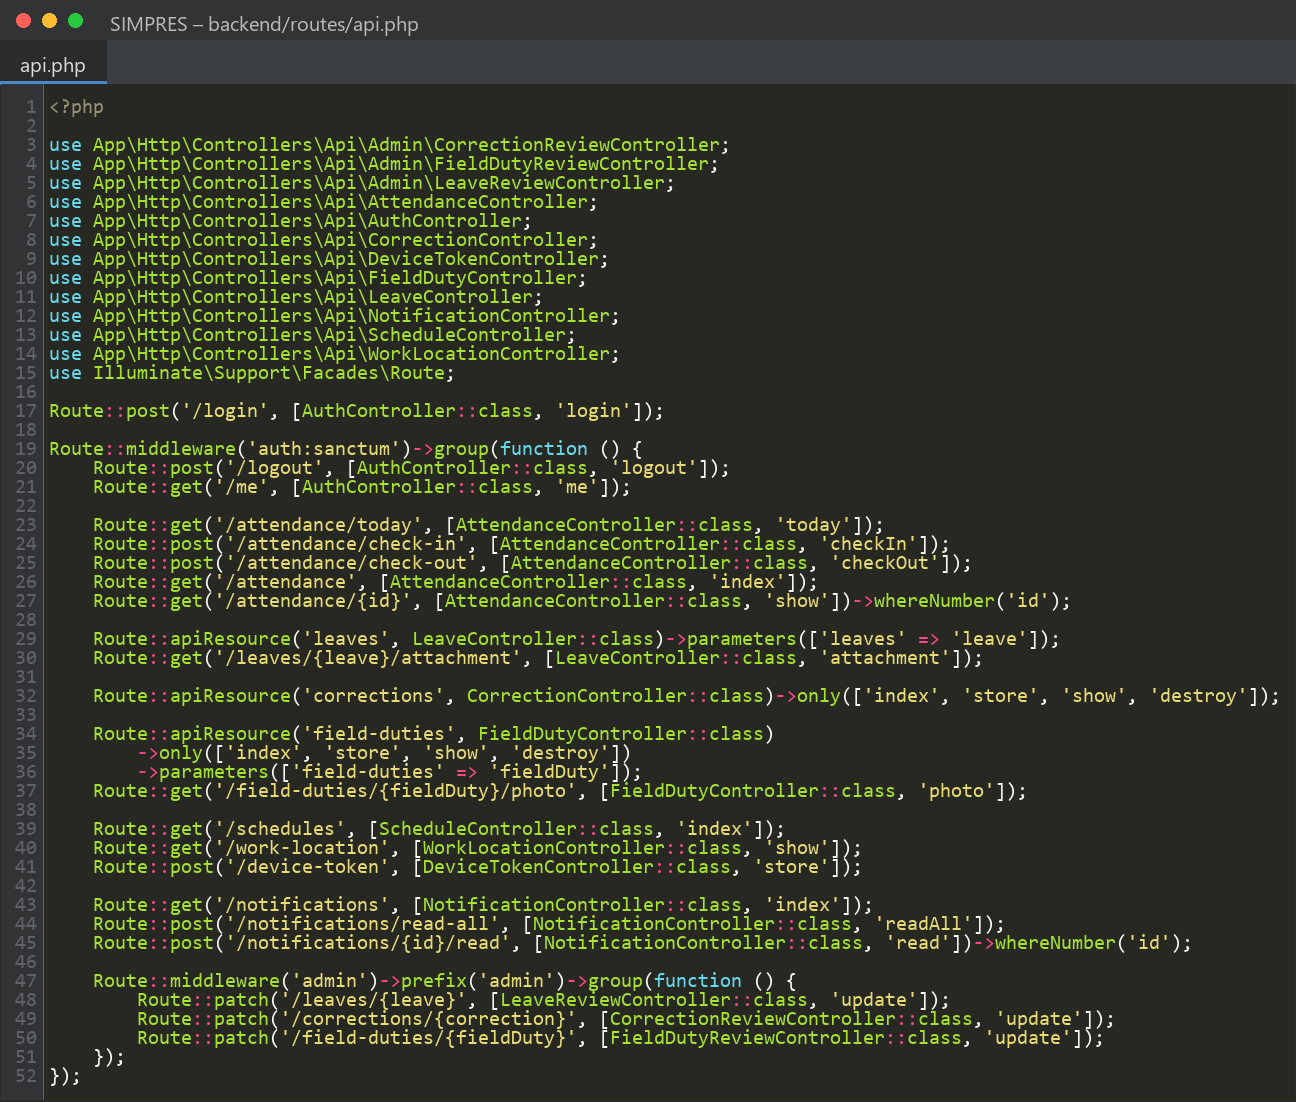 SIMPRES – backend/routes/api.php
api.php
1 <?php
2
3 use App\Http\Controllers\Api\Admin\CorrectionReviewController;
4 use App\Http\Controllers\Api\Admin\FieldDutyReviewController;
5 use App\Http\Controllers\Api\Admin\LeaveReviewController;
6 use App\Http\Controllers\Api\AttendanceController;
7 use App\Http\Controllers\Api\AuthController;
8 use App\Http\Controllers\Api\CorrectionController;
9 use App\Http\Controllers\Api\DeviceTokenController;
10 use App\Http\Controllers\Api\FieldDutyController;
11 use App\Http\Controllers\Api\LeaveController;
12 use App\Http\Controllers\Api\NotificationController;
13 use App\Http\Controllers\Api\ScheduleController;
14 use App\Http\Controllers\Api\WorkLocationController;
15 use Illuminate\Support\Facades\Route;
16
17 Route::post('/login', [AuthController::class, 'login']);
18
19 Route::middleware('auth:sanctum')->group(function () {
20     Route::post('/logout', [AuthController::class, 'logout']);
21     Route::get('/me', [AuthController::class, 'me']);
22
23     Route::get('/attendance/today', [AttendanceController::class, 'today']);
24     Route::post('/attendance/check-in', [AttendanceController::class, 'checkIn']);
25     Route::post('/attendance/check-out', [AttendanceController::class, 'checkOut']);
26     Route::get('/attendance', [AttendanceController::class, 'index']);
27     Route::get('/attendance/{id}', [AttendanceController::class, 'show'])->whereNumber('id');
28
29     Route::apiResource('leaves', LeaveController::class)->parameters(['leaves' => 'leave']);
30     Route::get('/leaves/{leave}/attachment', [LeaveController::class, 'attachment']);
31
32     Route::apiResource('corrections', CorrectionController::class)->only(['index', 'store', 'show', 'destroy']);
33
34     Route::apiResource('field-duties', FieldDutyController::class)
35         ->only(['index', 'store', 'show', 'destroy'])
36         ->parameters(['field-duties' => 'fieldDuty']);
37     Route::get('/field-duties/{fieldDuty}/photo', [FieldDutyController::class, 'photo']);
38
39     Route::get('/schedules', [ScheduleController::class, 'index']);
40     Route::get('/work-location', [WorkLocationController::class, 'show']);
41     Route::post('/device-token', [DeviceTokenController::class, 'store']);
42
43     Route::get('/notifications', [NotificationController::class, 'index']);
44     Route::post('/notifications/read-all', [NotificationController::class, 'readAll']);
45     Route::post('/notifications/{id}/read', [NotificationController::class, 'read'])->whereNumber('id');
46
47     Route::middleware('admin')->prefix('admin')->group(function () {
48         Route::patch('/leaves/{leave}', [LeaveReviewController::class, 'update']);
49         Route::patch('/corrections/{correction}', [CorrectionReviewController::class, 'update']);
50         Route::patch('/field-duties/{fieldDuty}', [FieldDutyReviewController::class, 'update']);
51     });
52 });